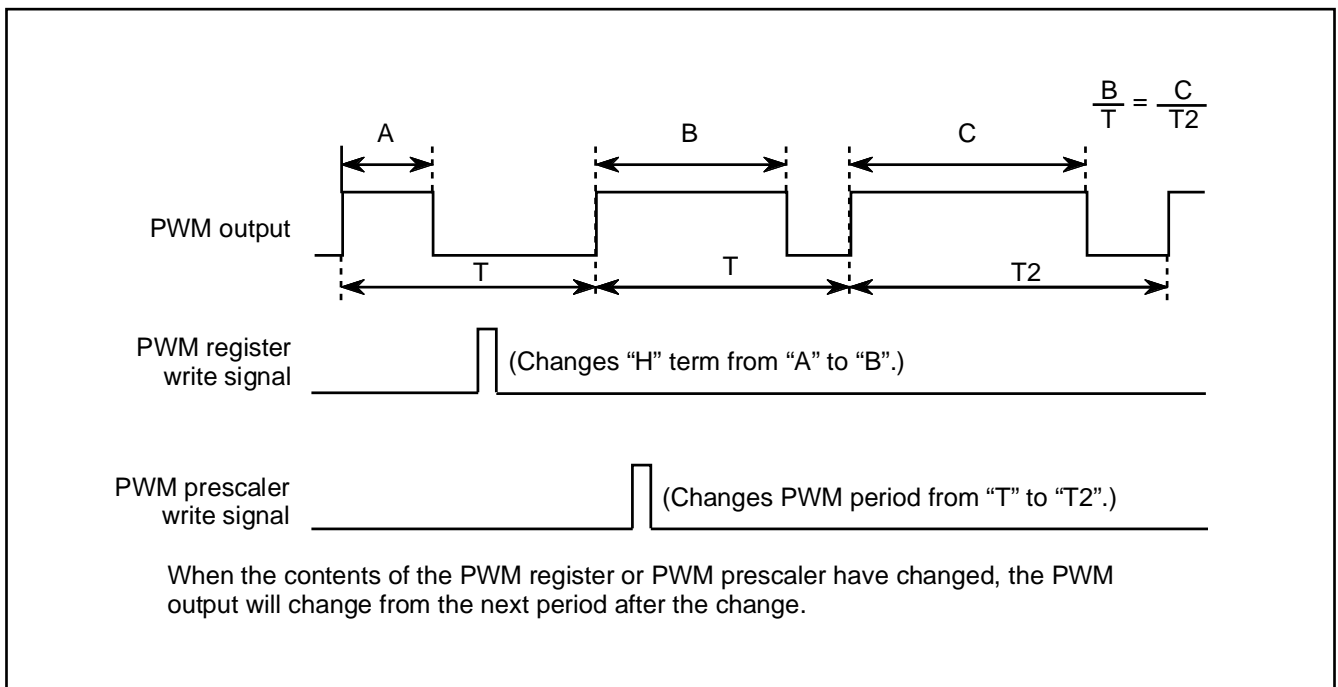 B = C
T T2
A B C
PWM output
T T T2
PWM register
write signal
(Changes “H” term from “A” to “B”.)
PWM prescaler
write signal
(Changes PWM period from “T” to “T2”.)
When the contents of the PWM register or PWM prescaler have changed, the PWM
output will change from the next period after the change.